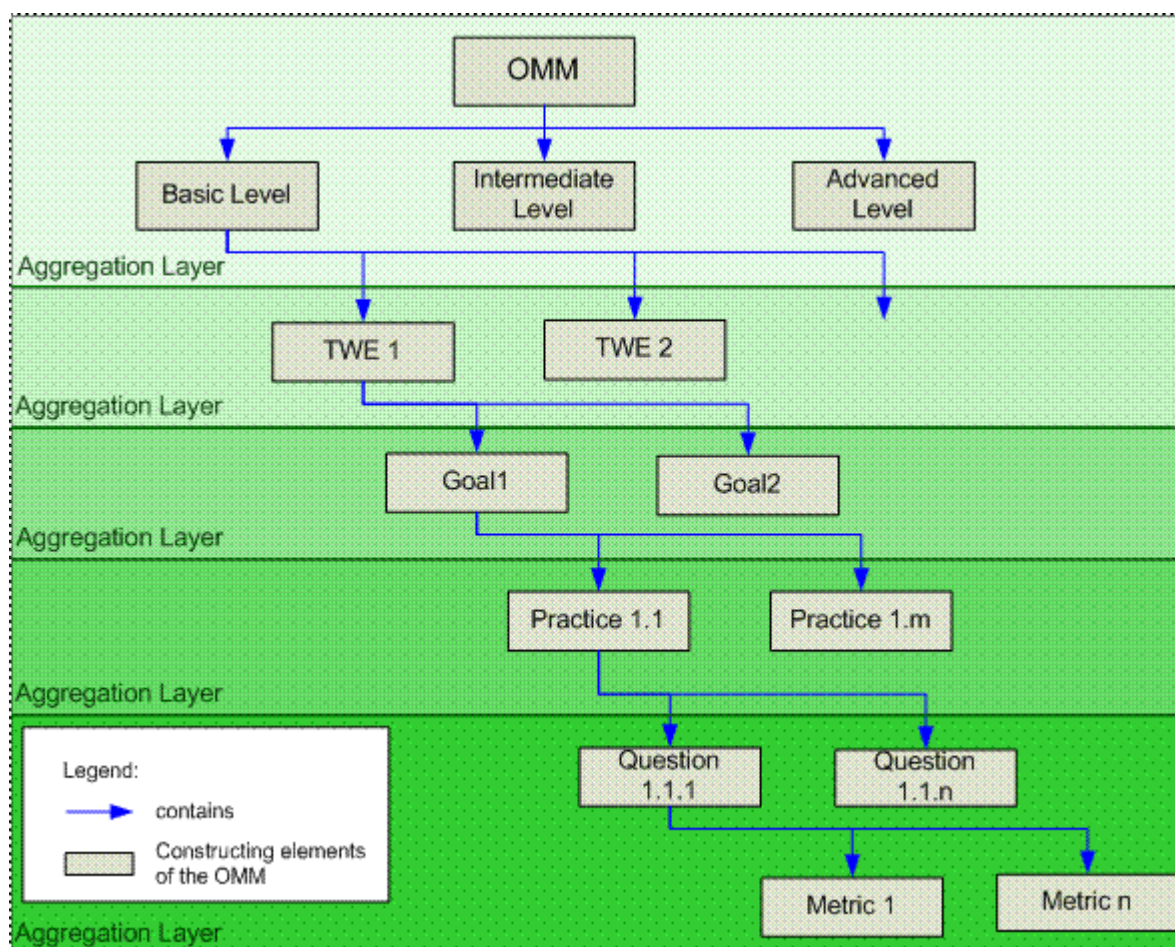 OMM
Basic Level
Intermediate
Level
Advanced
Level
Aggregation Layer
TWE 1
TWE 2
Aggregation Layer
Goal1
Goal2
Aggregation Layer
Practice 1.1
Practice 1.m
Aggregation Layer
Legend:
contains
Constructing elements
of the OMM
Question
1.1.1
Question
1.1.n
Metric 1
Metric n
Aggregation Layer